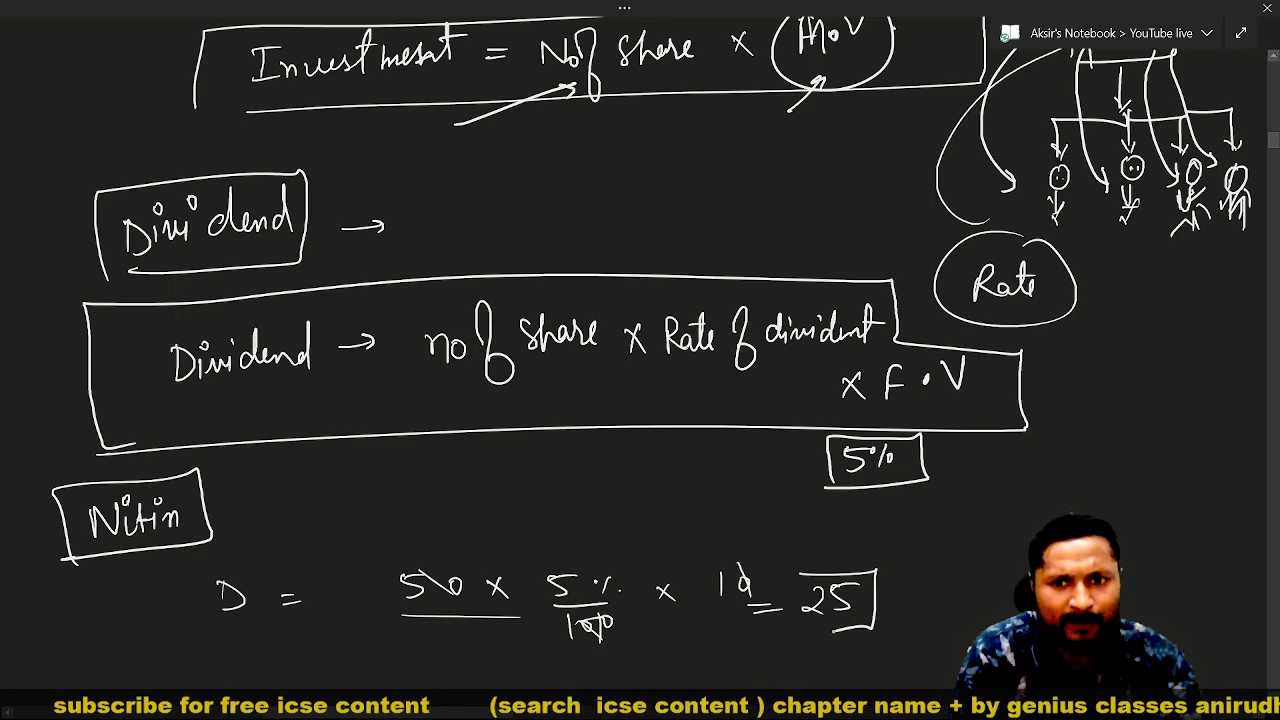 Aksir's Notebook > YouTube live
Investment = No of Share × M.V
Dividend →
Rate
Dividend → no of Share × Rate of divident
× F.V
5%
Nitin
D = 50 × 5% × 10 = 25
100
subscribe for free icse content (search icse content ) chapter name + by genius classes anirudh